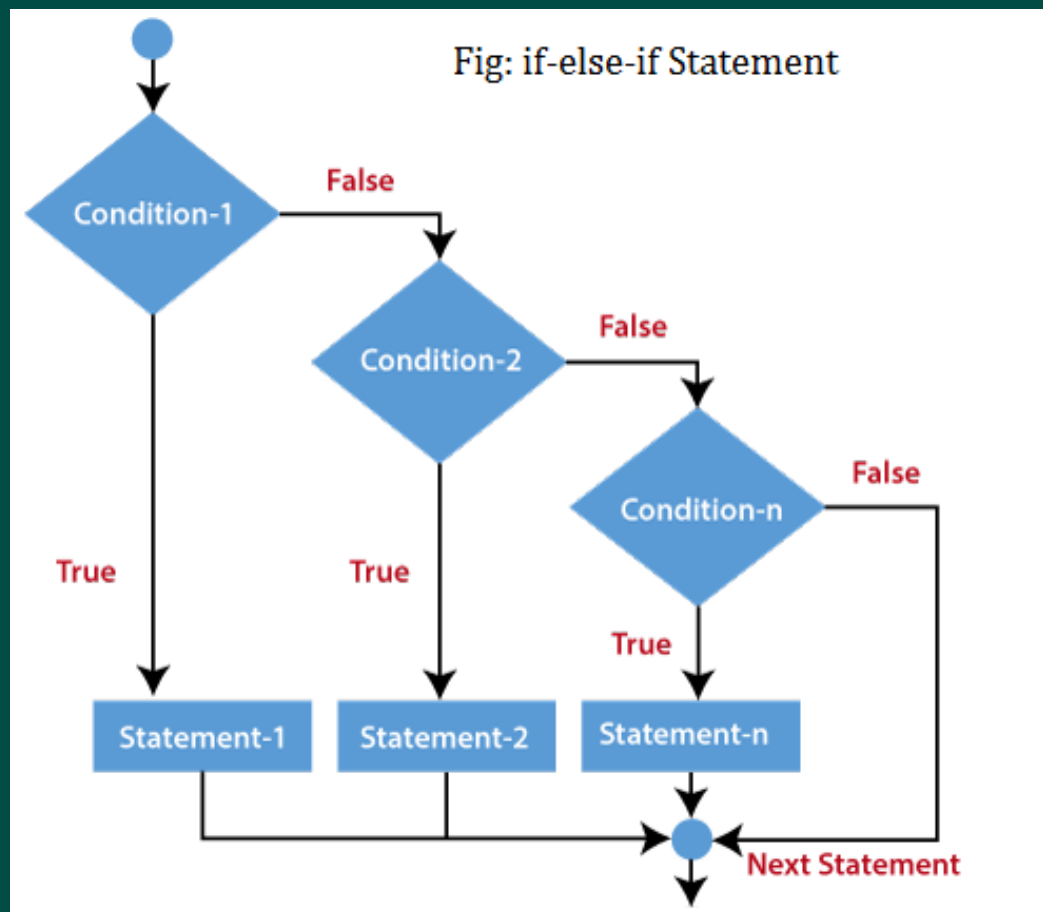 Fig: if-else-if Statement
False
Condition-1
False
Condition-2
False
Condition-n
True
True
True
Statement-1
Statement-2
Statement-n
Next Statement